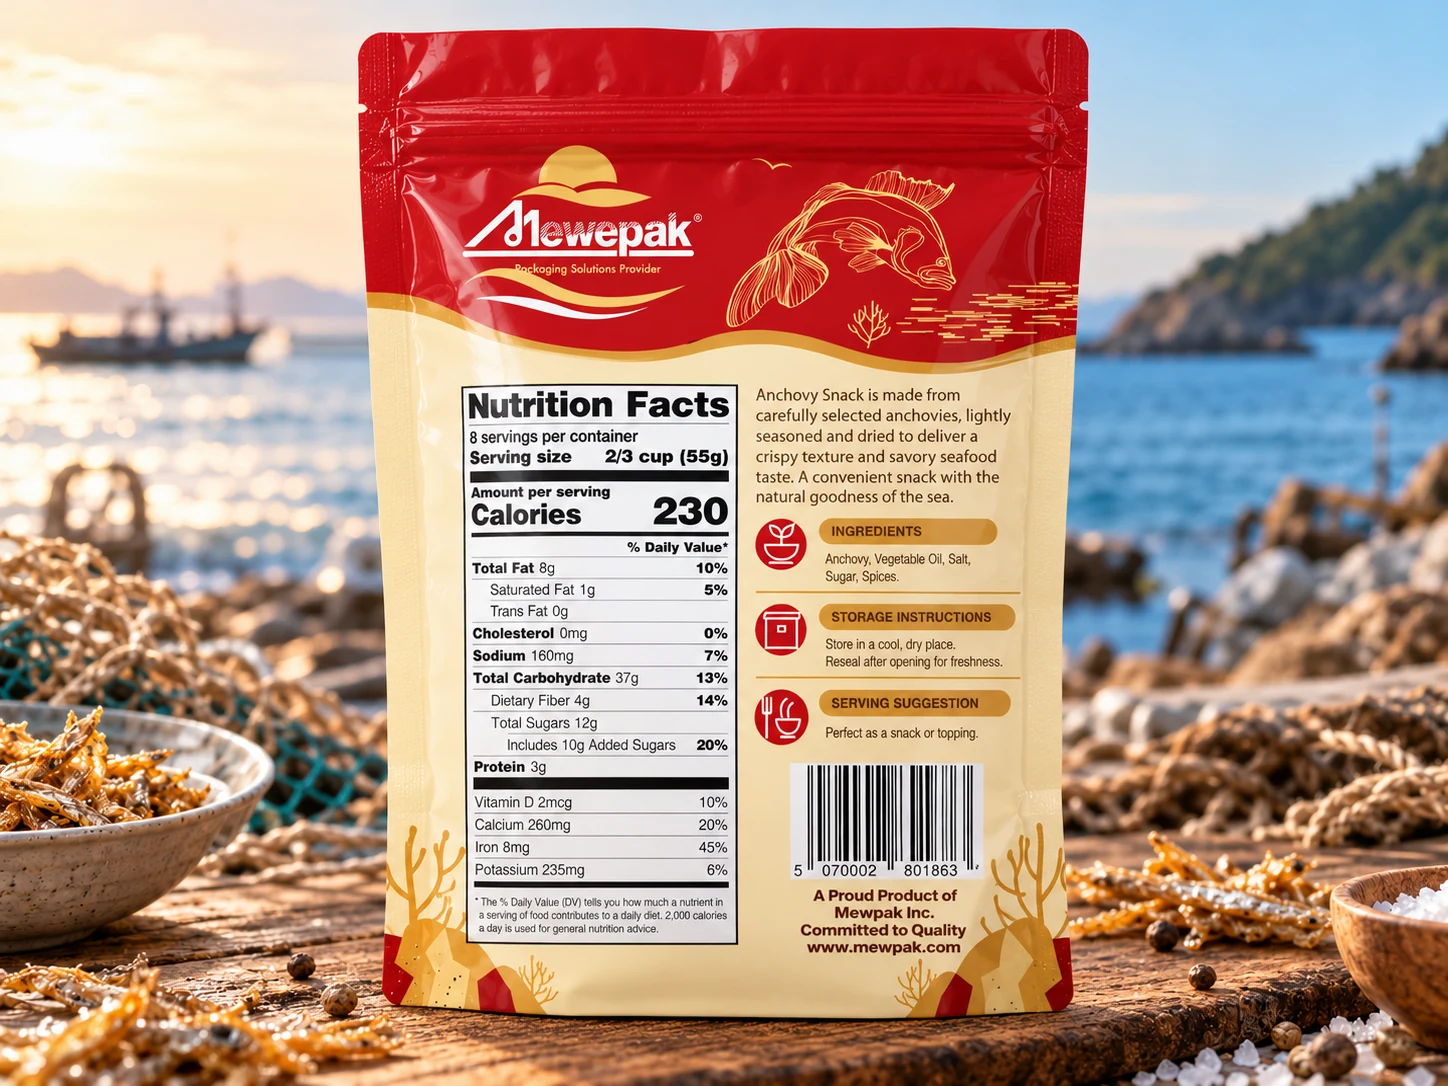 Mewepak®
Packaging Solutions Provider
Nutrition Facts
8 servings per container
Serving size 2/3 cup (55g)
Amount per serving
Calories 230
% Daily Value*
Total Fat 8g 10%
Saturated Fat 1g 5%
Trans Fat 0g
Cholesterol 0mg 0%
Sodium 160mg 7%
Total Carbohydrate 37g 13%
Dietary Fiber 4g 14%
Total Sugars 12g
Includes 10g Added Sugars 20%
Protein 3g
Vitamin D 2mcg 10%
Calcium 260mg 20%
Iron 8mg 45%
Potassium 235mg 6%
* The % Daily Value (DV) tells you how much a nutrient in
a serving of food contributes to a daily diet. 2,000 calories
a day is used for general nutrition advice.
Anchovy Snack is made from
carefully selected anchovies, lightly
seasoned and dried to deliver a
crispy texture and savory seafood
taste. A convenient snack with the
natural goodness of the sea.
INGREDIENTS
Anchovy, Vegetable Oil, Salt,
Sugar, Spices.
STORAGE INSTRUCTIONS
Store in a cool, dry place.
Reseal after opening for freshness.
SERVING SUGGESTION
Perfect as a snack or topping.
5 070002 801863
A Proud Product of
Mewpak Inc.
Committed to Quality
www.mewpak.com